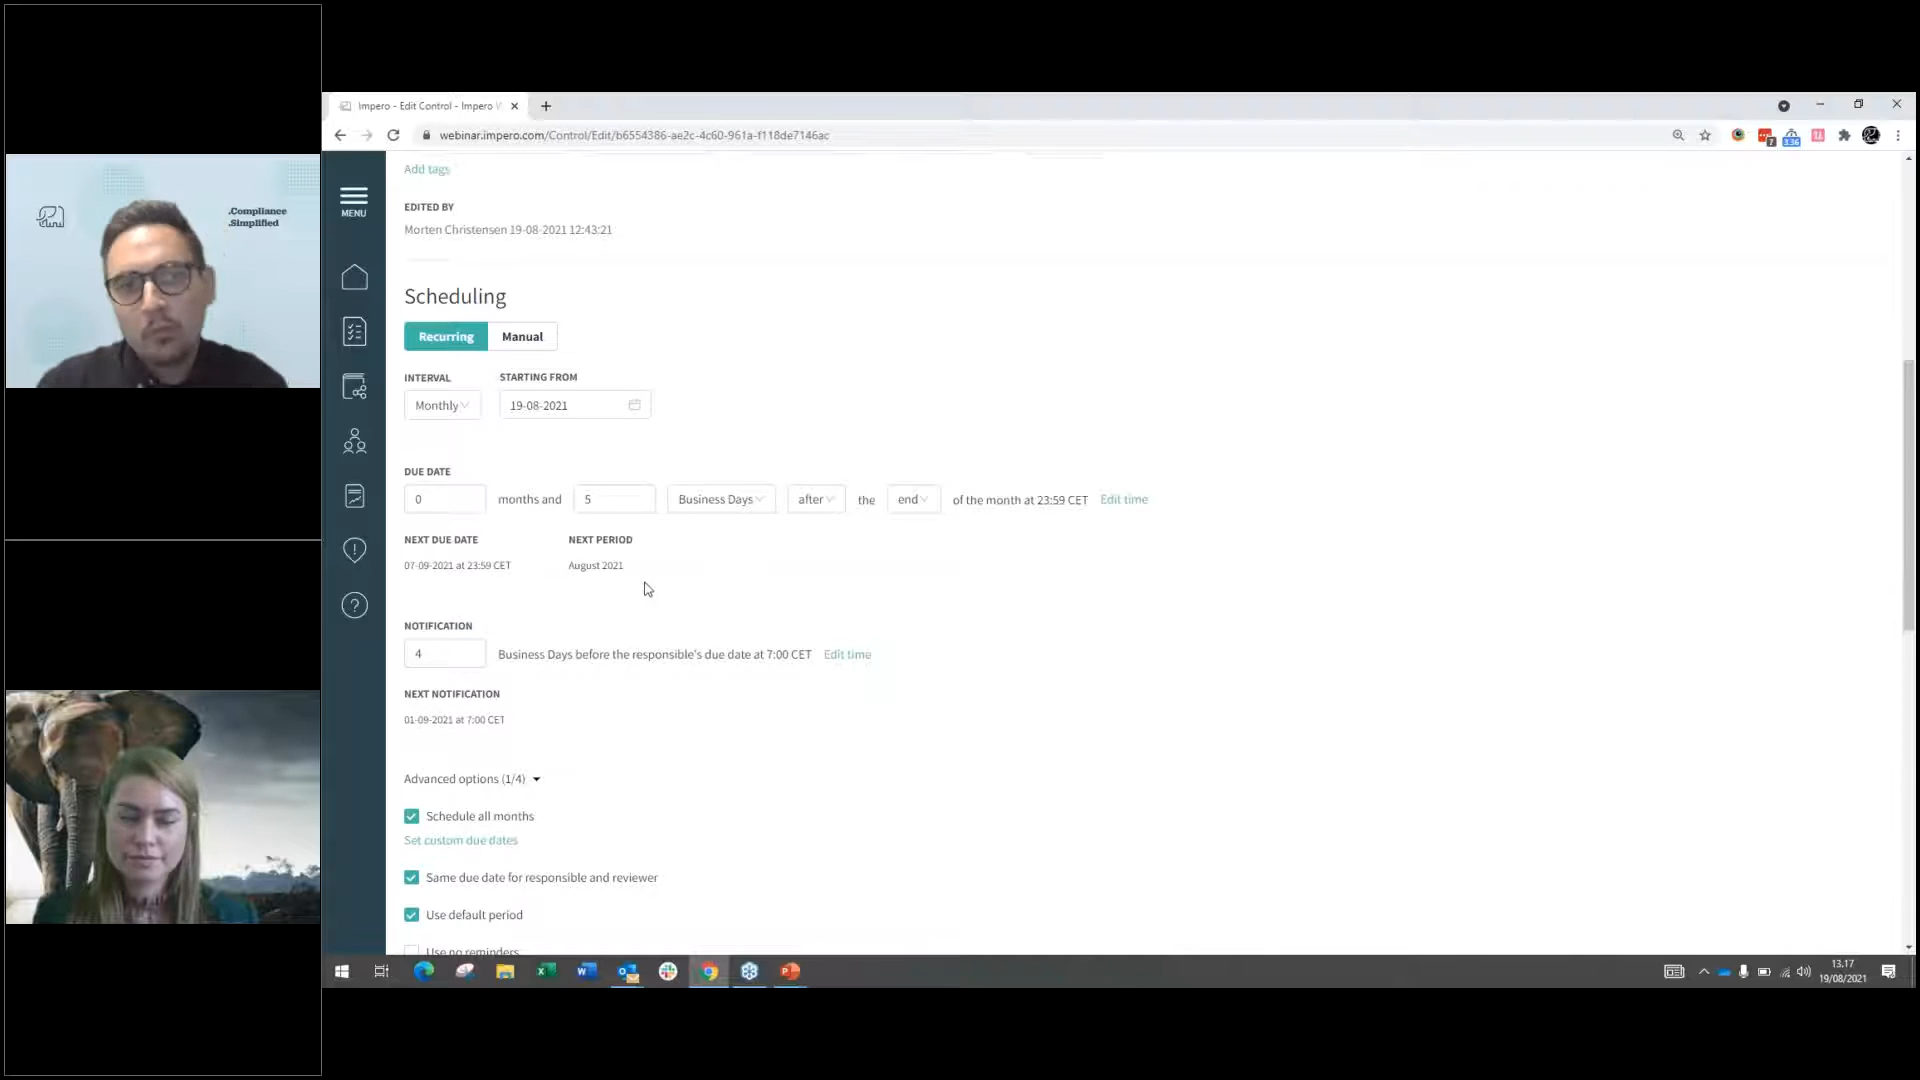 .Compliance
.Simplified
Impero - Edit Control - Impero W
webinar.impero.com/Control/Edit/b6554386-ae2c-4c60-961a-f118de7146ac
7
3.36
MENU
Add tags
EDITED BY
Morten Christensen 19-08-2021 12:43:21
Scheduling
Recurring Manual
INTERVAL STARTING FROM
Monthly 19-08-2021
DUE DATE
0 months and 5 Business Days after the end of the month at 23:59 CET Edit time
NEXT DUE DATE NEXT PERIOD
07-09-2021 at 23:59 CET August 2021
NOTIFICATION
4 Business Days before the responsible's due date at 7:00 CET Edit time
NEXT NOTIFICATION
01-09-2021 at 7:00 CET
Advanced options (1/4)
Schedule all months
Set custom due dates
Same due date for responsible and reviewer
Use default period
Use no reminders
13.17
19/08/2021